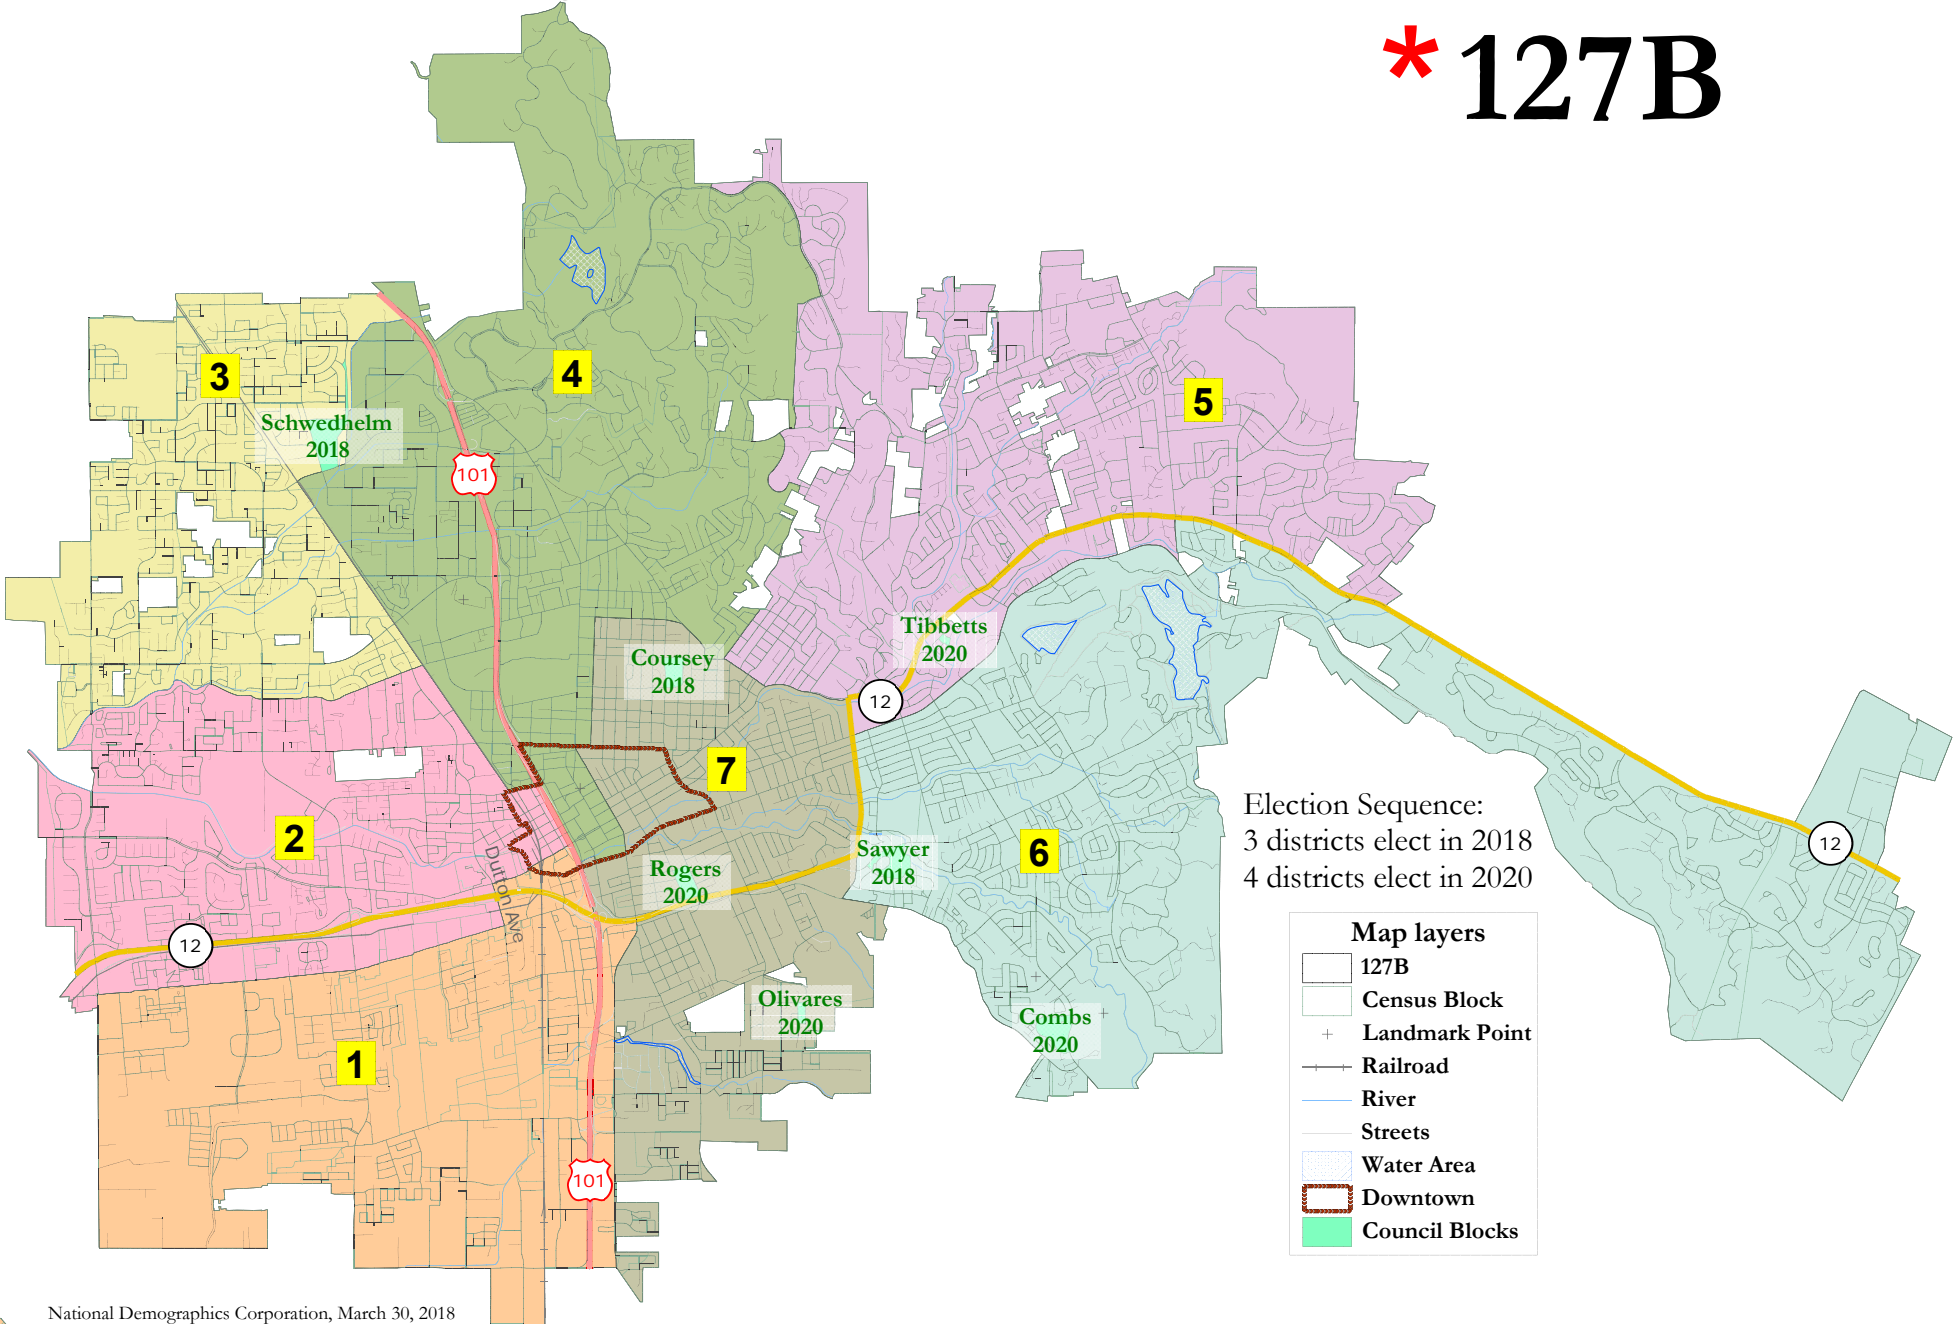 * 127B
3
4
5
Schwedhelm
2018
101
Tibbetts
2020
Coursey
2018
12
7
2
Dutton Ave
Rogers
2020
Sawyer
2018
6
Election Sequence:
3 districts elect in 2018
4 districts elect in 2020
12
12
Olivares
2020
Combs
2020
1
101
Map layers
127B
Census Block
Landmark Point
Railroad
River
Streets
Water Area
Downtown
Council Blocks
National Demographics Corporation, March 30, 2018